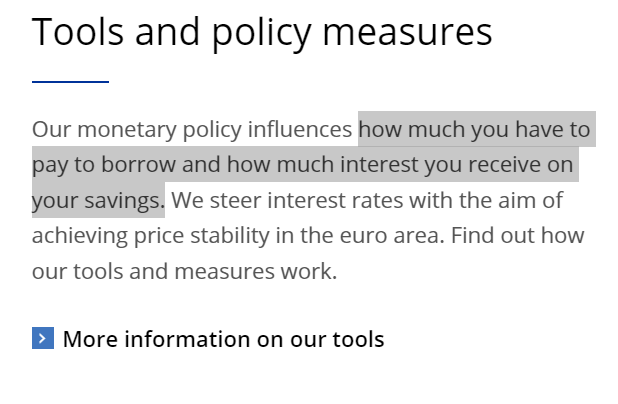 Tools and policy measures
Our monetary policy influences how much you have to
pay to borrow and how much interest you receive on
your savings. We steer interest rates with the aim of
achieving price stability in the euro area. Find out how
our tools and measures work.
More information on our tools